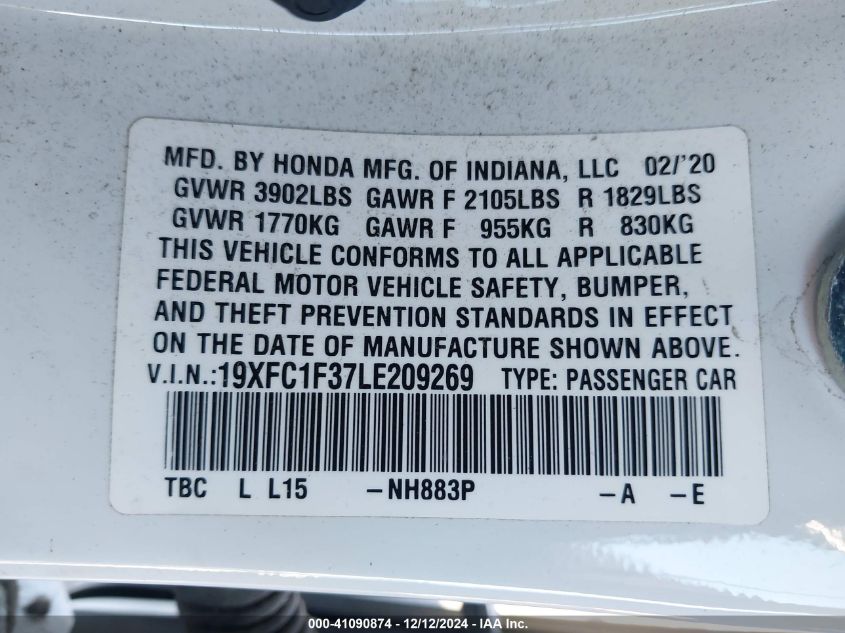 MFD. BY HONDA MFG. OF INDIANA, LLC 02/'20
GVWR 3902LBS GAWR F 2105LBS R 1829LBS
GVWR 1770KG GAWR F 955KG R 830KG
THIS VEHICLE CONFORMS TO ALL APPLICABLE
FEDERAL MOTOR VEHICLE SAFETY, BUMPER,
AND THEFT PREVENTION STANDARDS IN EFFECT
ON THE DATE OF MANUFACTURE SHOWN ABOVE.
V.I.N.:19XFC1F37LE209269 TYPE: PASSENGER CAR
TBC L L15 -NH883P -A -E
000-41090874 - 12/12/2024 - IAA Inc.